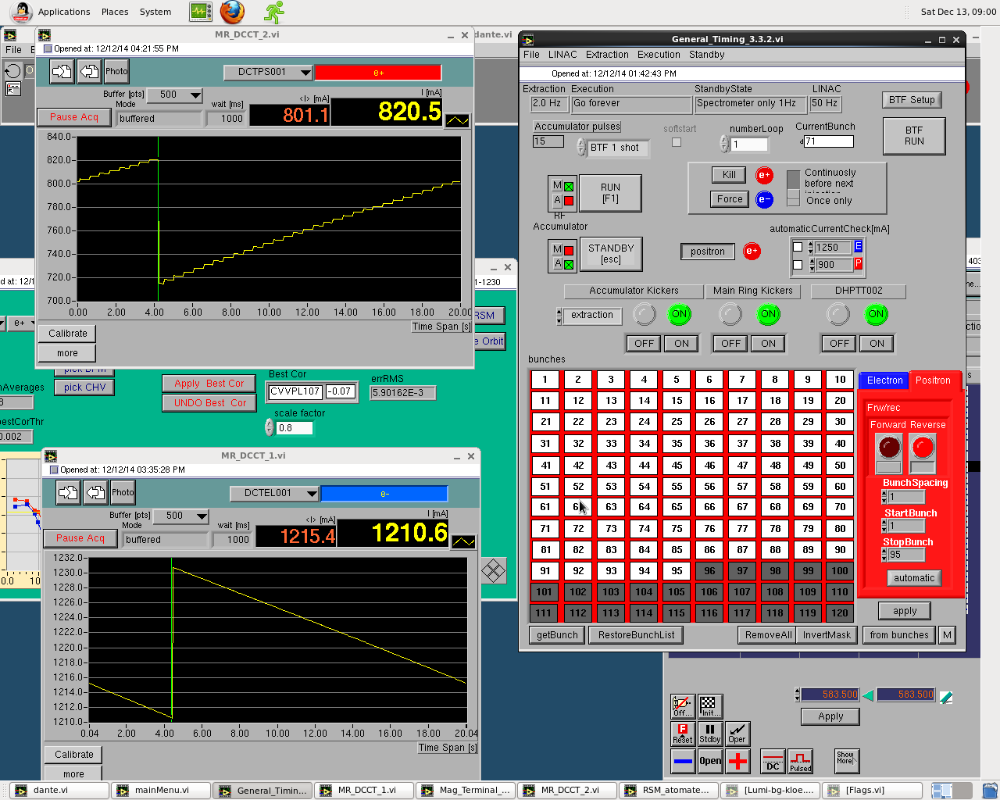 Applications Places System
Sat Dec 13, 09:00
MR_DCCT_2.vi
dante.vi
File
Opened at: 12/12/14 04:21:55 PM
Photo
DCTPS001
e+
Buffer [pts]
500
Mode
buffered
wait [ms]
1000
<I> [mA]
801.1
I [mA]
820.5
Pause Acq
840.0
820.0
800.0
780.0
760.0
740.0
720.0
700.0
0.00 2.00 4.00 6.00 8.00 10.00 12.00 14.00 16.00 18.00 20.00
Time Span [s]
Calibrate
more
e+
RSM
e Orbit
pick BPM
pick CHV
Apply Best Cor
UNDO Best Cor
Best Cor
CVVPL107
-0.07
errRMS
5.90162E-3
scale factor
0.8
nAverages
estCorThr
0.002
0.0
MR_DCCT_1.vi
Opened at: 12/12/14 03:35:28 PM
Photo
DCTEL001
e-
Buffer [pts]
500
Mode
buffered
wait [ms]
1000
<I> [mA]
1215.4
I [mA]
1210.6
Pause Acq
1232.0
1230.0
1228.0
1226.0
1224.0
1222.0
1220.0
1218.0
1216.0
1214.0
1212.0
1210.0
0.04 2.00 4.00 6.00 8.00 10.00 12.00 14.00 16.00 18.00 20.04
Time Span [s]
Calibrate
more
General_Timing_3.3.2.vi
File LINAC Extraction Execution Standby
Opened at: 12/12/14 01:42:43 PM
Extraction Execution StandbyState LINAC
2.0 Hz Go forever Spectrometer only 1Hz 50 Hz
BTF Setup
Accumulator pulses
15
BTF 1 shot
softstart
numberLoop
1
CurrentBunch
71
BTF
RUN
M
A
RF
RUN
[F1]
Kill e+
Force e-
Continuosly
before next
Once only
Accumulator
M
A
STANDBY
[esc]
positron e+
automaticCurrentCheck[mA]
1250 E
900 P
Accumulator Kickers Main Ring Kickers DHPTT002
extraction
ON ON ON
OFF ON OFF ON OFF ON
bunches
1 2 3 4 5 6 7 8 9 10
11 12 13 14 15 16 17 18 19 20
21 22 23 24 25 26 27 28 29 30
31 32 33 34 35 36 37 38 39 40
41 42 43 44 45 46 47 48 49 50
51 52 53 54 55 56 57 58 59 60
61 63 64 65 66 67 68 69 70
71 72 73 74 75 76 77 78 79 80
81 82 83 84 85 86 87 88 89 90
91 92 93 94 95 96 97 98 99 100
101 102 103 104 105 106 107 108 109 110
111 112 113 114 115 116 117 118 119 120
Electron Positron
Frw/rec
Forward Reverse
BunchSpacing
1
StartBunch
1
StopBunch
95
automatic
apply
getBunch RestoreBunchList RemoveAll InvertMask from bunches M
583.500 583.500
Apply
Off... Init...
Reset Stdby Oper
Open DC Pulsed
Show
More
dante.vi mainMenu.vi General_Timin... MR_DCCT_1.vi Mag_Terminal_... MR_DCCT_2.vi RSM_atomate... [Lumi-bg-kloe.... [Flags.vi]